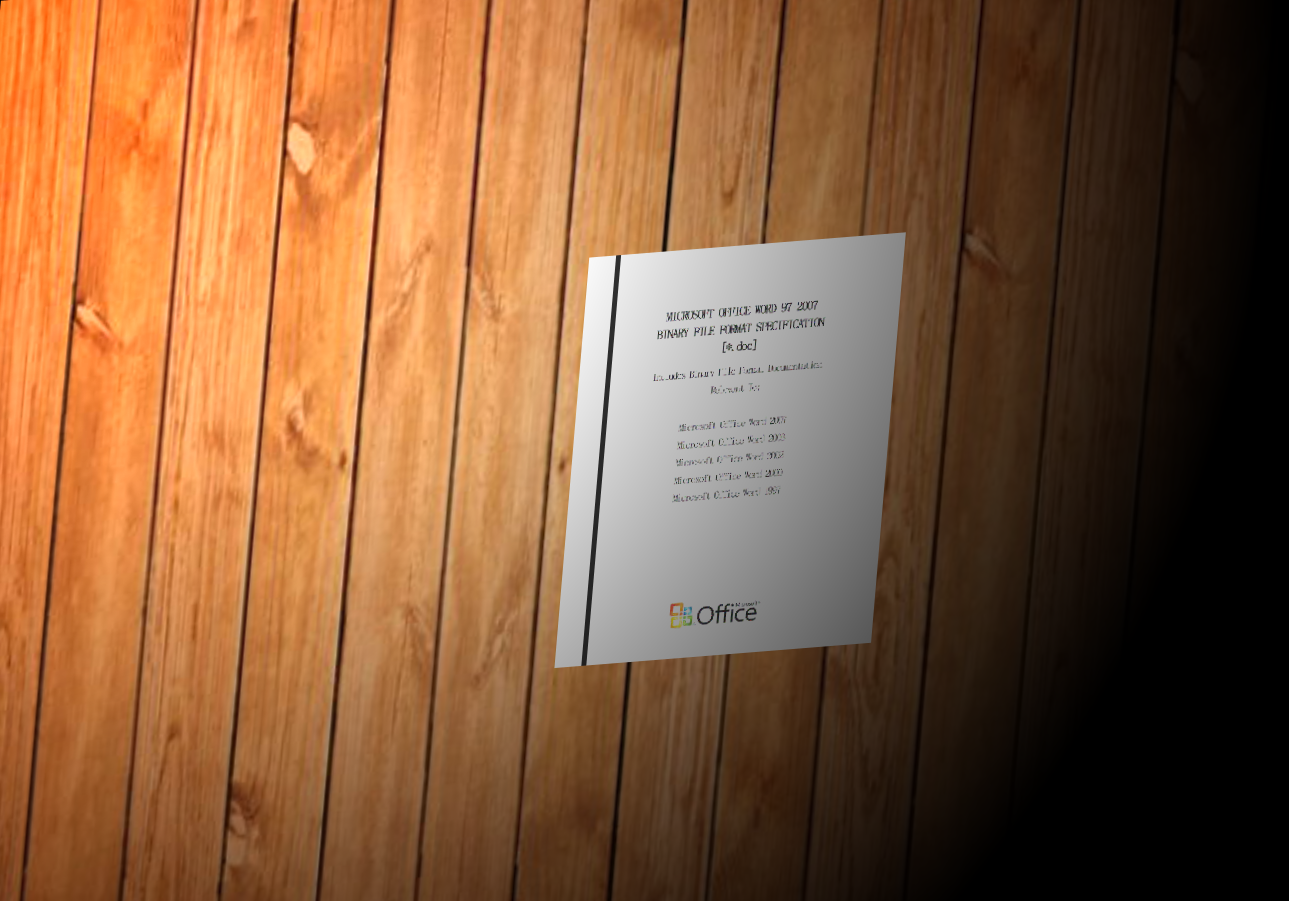 MICROSOFT OFFICE WORD 97 2007
BINARY FILE FORMAT SPECIFICATION
[*.doc]
Includes Binary File Format Documentation
Relevant To:
Microsoft Office Word 2007
Microsoft Office Word 2003
Microsoft Office Word 2002
Microsoft Office Word 2000
Microsoft Office Word 1997
Microsoft
Office